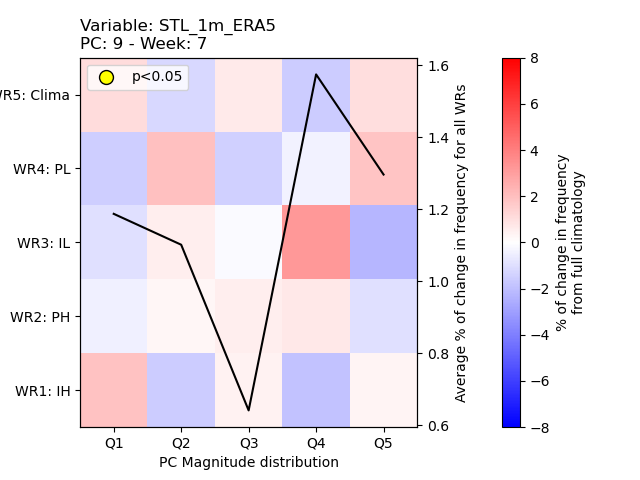 Variable: STL_1m_ERA5
PC: 9 - Week: 7
p<0.05
WR5: Clima
WR4: PL
WR3: IL
WR2: PH
WR1: IH
Q1 Q2 Q3 Q4 Q5
PC Magnitude distribution
1.6
1.4
1.2
1.0
0.8
0.6
Average % of change in frequency for all WRs
8
6
4
2
0
−2
−4
−6
−8
% of change in frequency
from full climatology